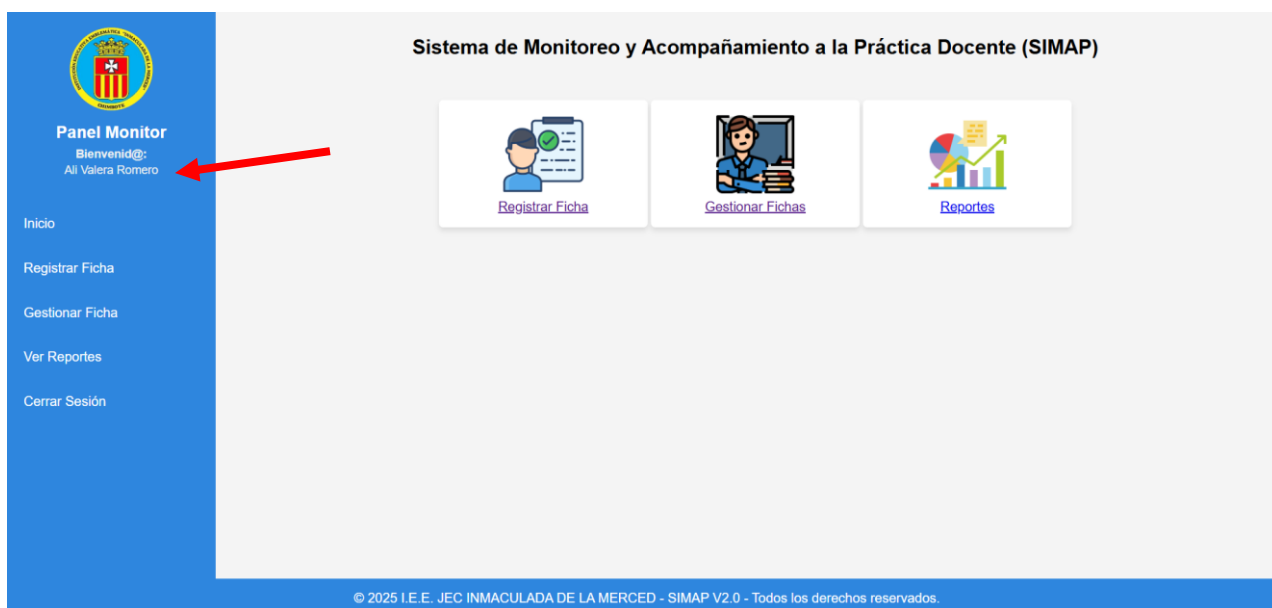 Sistema de Monitoreo y Acompañamiento a la Práctica Docente (SIMAP)
CHIMBOTE
Panel Monitor
Bienvenid@:
Ali Valera Romero
Inicio
Registrar Ficha
Gestionar Ficha
Ver Reportes
Cerrar Sesión
Registrar Ficha
Gestionar Fichas
Reportes
© 2025 I.E.E. JEC INMACULADA DE LA MERCED - SIMAP V2.0 - Todos los derechos reservados.